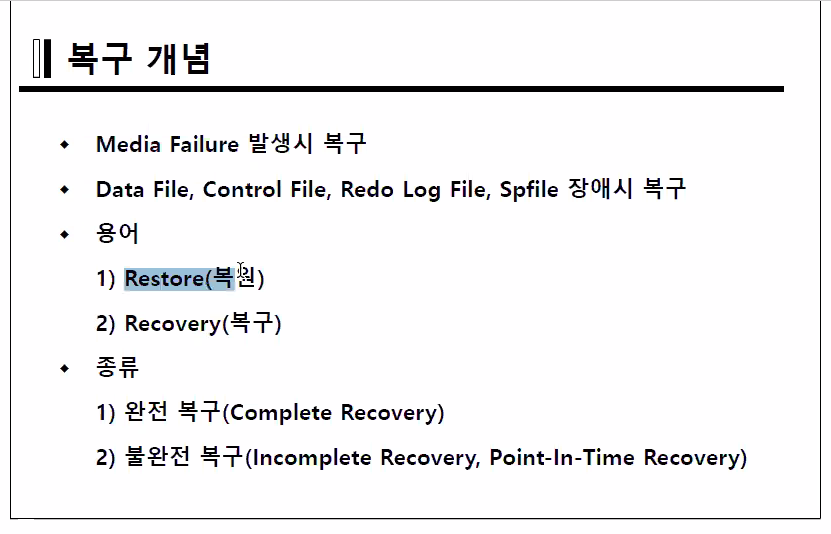 복구 개념
◆ Media Failure 발생시 복구
◆ Data File, Control File, Redo Log File, Spfile 장애시 복구
◆ 용어
1) Restore(복원)
2) Recovery(복구)
◆ 종류
1) 완전 복구(Complete Recovery)
2) 불완전 복구(Incomplete Recovery, Point-In-Time Recovery)